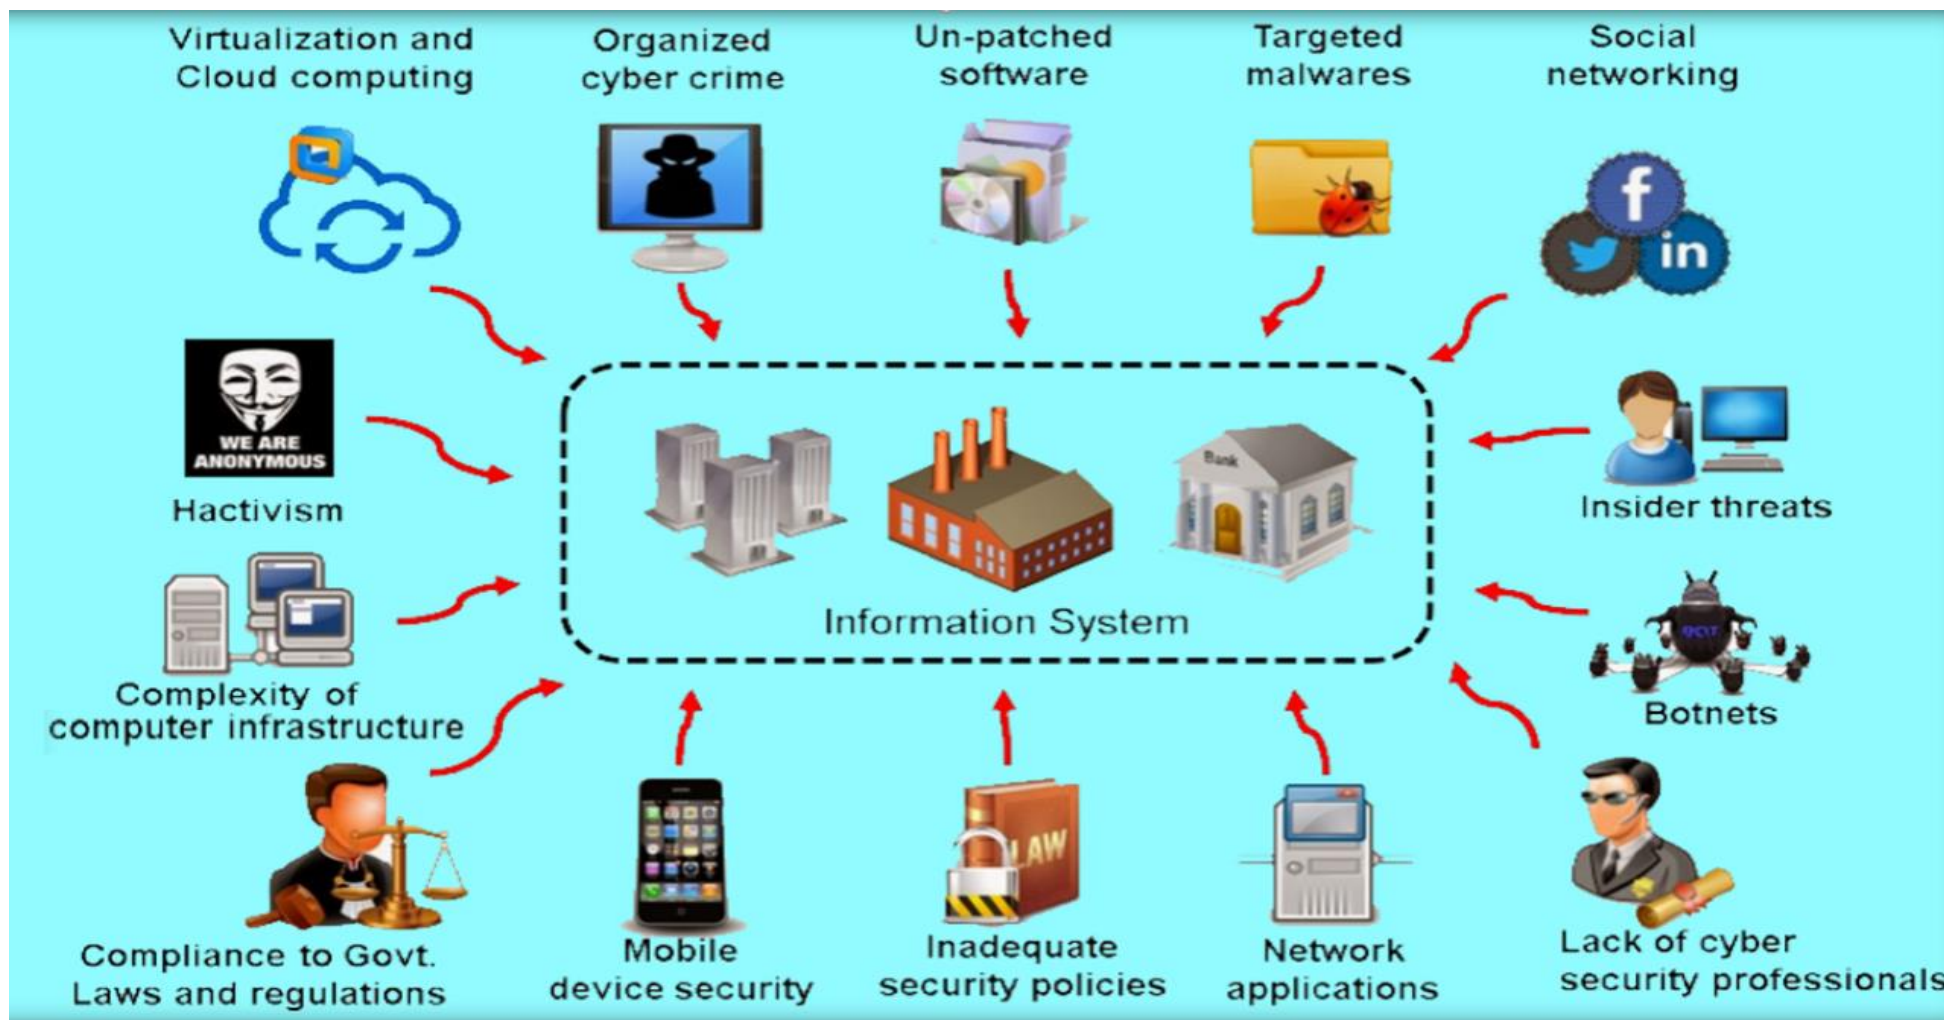 Virtualization and
Cloud computing
Organized
cyber crime
Un-patched
software
Targeted
malwares
Social
networking
f
in
WE ARE
ANONYMOUS
Hactivism
Bank
Information System
Insider threats
Complexity of
computer infrastructure
Botnets
LAW
Compliance to Govt.
Laws and regulations
Mobile
device security
Inadequate
security policies
Network
applications
Lack of cyber
security professionals